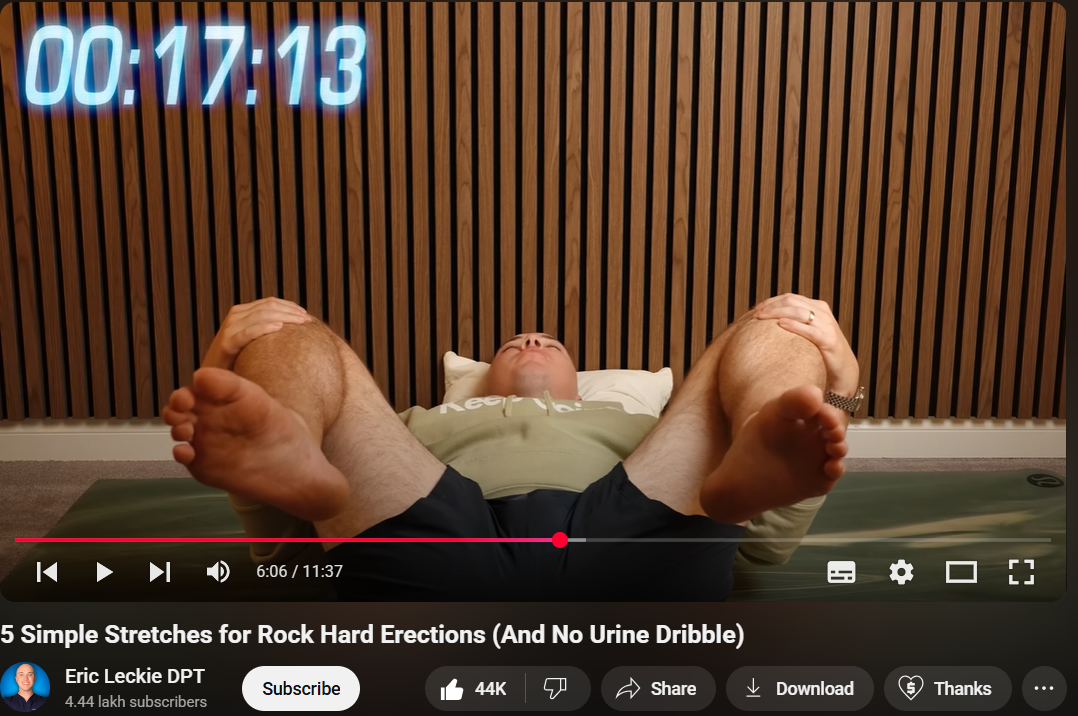 00:17:13
6:06 / 11:37
5 Simple Stretches for Rock Hard Erections (And No Urine Dribble)
Eric Leckie DPT
4.44 lakh subscribers
Subscribe
44K
Share
Download
Thanks